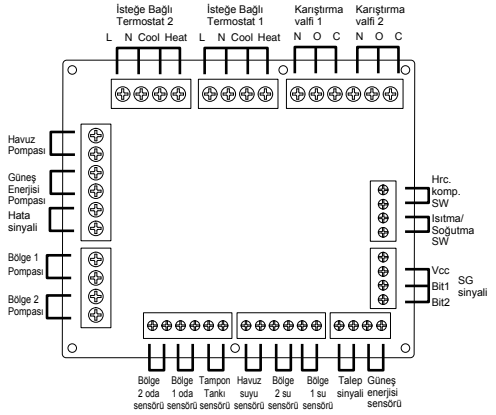 İsteğe Bağlı
Termostat 2
İsteğe Bağlı
Termostat 1
Karıştırma
valfi 1
Karıştırma
valfi 2
L N Cool Heat
L N Cool Heat
N O C
N O C
Havuz
Pompası
Güneş
Enerjisi
Pompası
Hata
sinyali
Bölge 1
Pompası
Bölge 2
Pompası
Hrc.
komp.
SW
Isıtma/
Soğutma
SW
Vcc
Bit1
Bit2
SG
sinyali
Bölge
2 oda
sensörü
Bölge
1 oda
sensörü
Tampon
Tankı
sensörü
Havuz
suyu
sensörü
Bölge
2 su
sensörü
Bölge
1 su
sensörü
Talep
sinyali
Güneş
enerjisi
sensörü